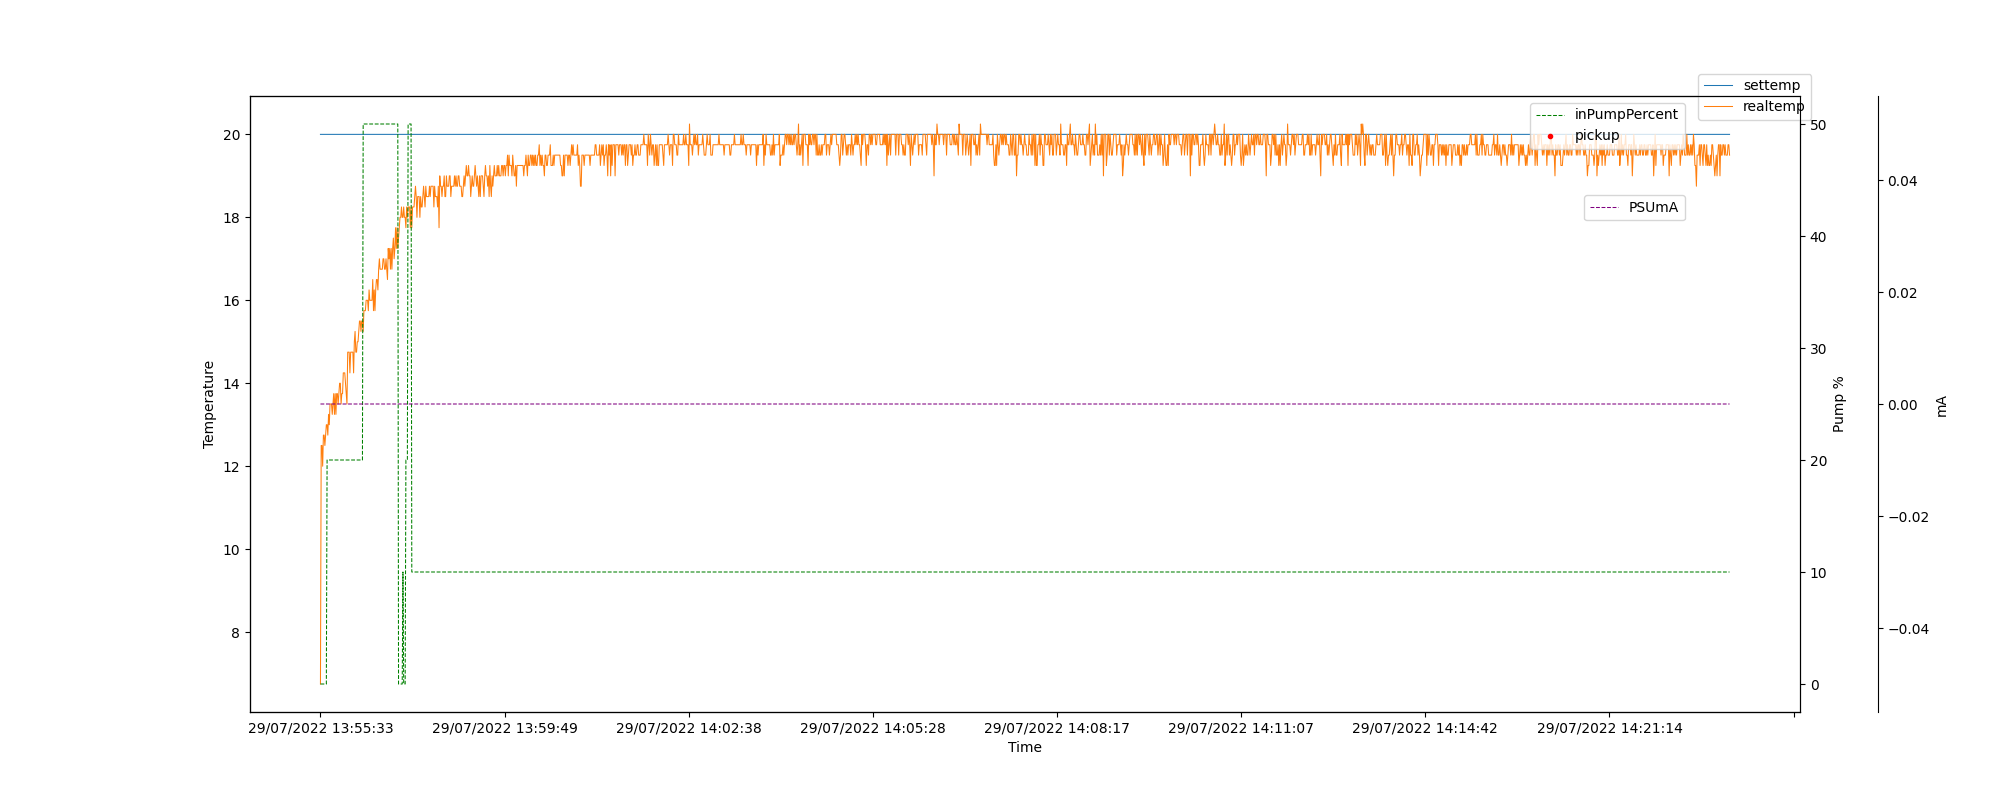 settemp
realtemp
inPumpPercent
pickup
PSUmA
20
18
16
14
12
10
8
Temperature
50
40
30
20
10
0
Pump %
0.04
0.02
0.00
−0.02
−0.04
mA
29/07/2022 13:55:33
29/07/2022 13:59:49
29/07/2022 14:02:38
29/07/2022 14:05:28
29/07/2022 14:08:17
29/07/2022 14:11:07
29/07/2022 14:14:42
29/07/2022 14:21:14
Time